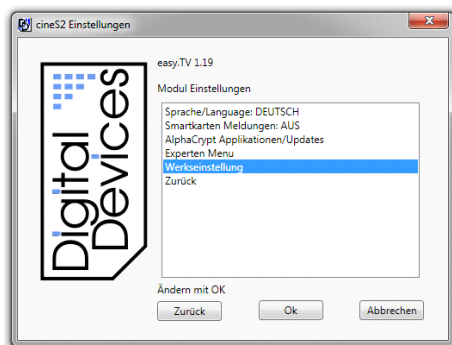 cineS2 Einstellungen
easy.TV 1.19
Modul Einstellungen
Sprache/Language: DEUTSCH
Smartkarten Meldungen: AUS
AlphaCrypt Applikationen/Updates
Experten Menu
Werkseinstellung
Zurück
Digital
Devices
Ändern mit OK
Zurück
Ok
Abbrechen